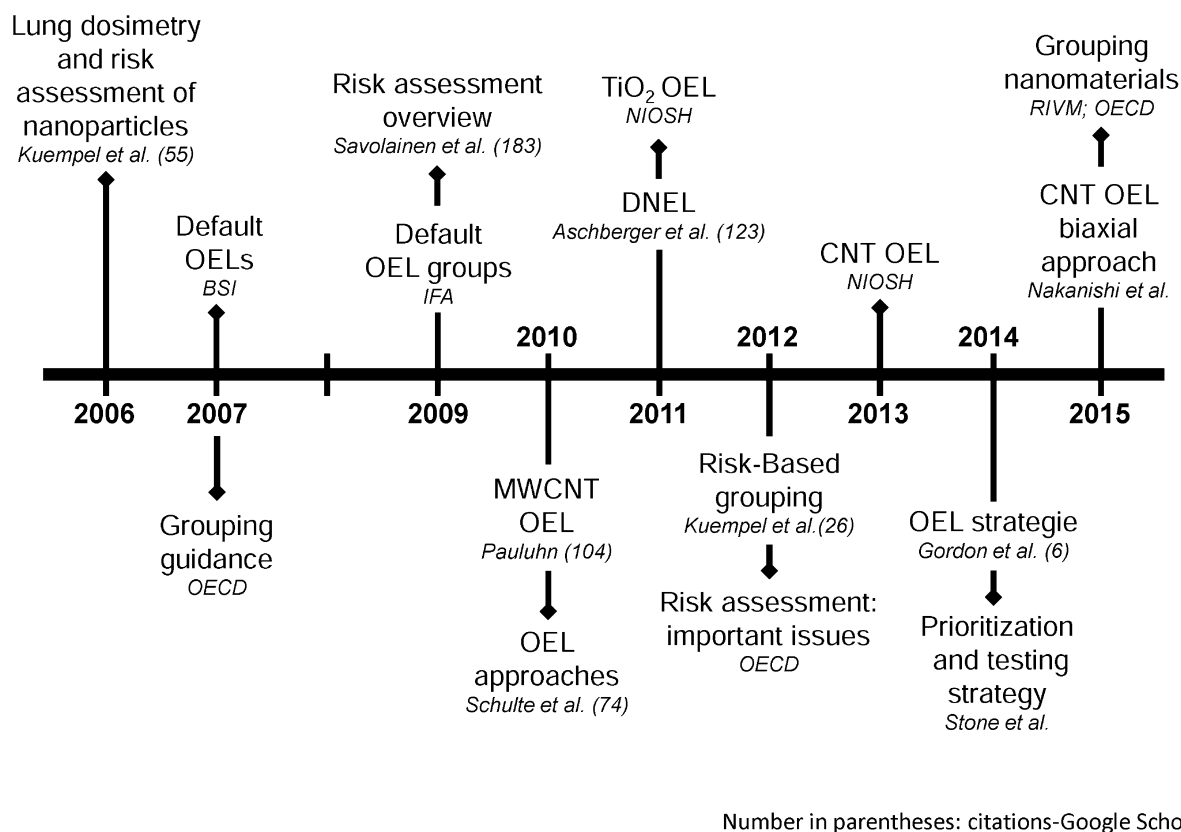 Lung dosimetry
and risk
assessment of
nanoparticles
Kuempel et al. (55)
Default
OELs
BSI
Risk assessment
overview
Savolainen et al. (183)
Default
OEL groups
IFA
TiO₂ OEL
NIOSH
DNEL
Aschberger et al. (123)
CNT OEL
NIOSH
Grouping
nanomaterials
RIVM; OECD
CNT OEL
biaxial
approach
Nakanishi et al.
2010 2012 2014
2006 2007 2009 2011 2013 2015
Grouping
guidance
OECD
MWCNT
OEL
Pauluhn (104)
OEL
approaches
Schulte et al. (74)
Risk-Based
grouping
Kuempel et al.(26)
Risk assessment:
important issues
OECD
OEL strategie
Gordon et al. (6)
Prioritization
and testing
strategy
Stone et al.
Number in parentheses: citations-Google Scho